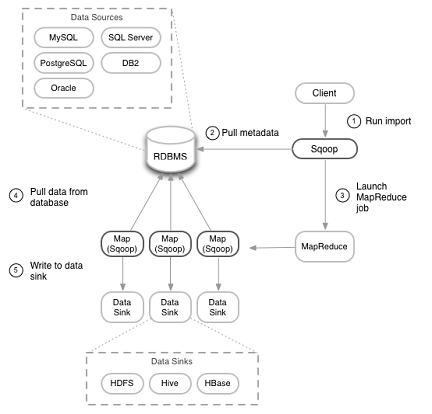 Data Sources
MySQL
SQL Server
PostgreSQL
DB2
Oracle
Client
1 Run import
2 Pull metadata
RDBMS
Sqoop
3 Launch
MapReduce
job
4 Pull data from
database
Map
(Sqoop)
Map
(Sqoop)
Map
(Sqoop)
MapReduce
5 Write to data
sink
Data
Sink
Data
Sink
Data
Sink
Data Sinks
HDFS
Hive
HBase